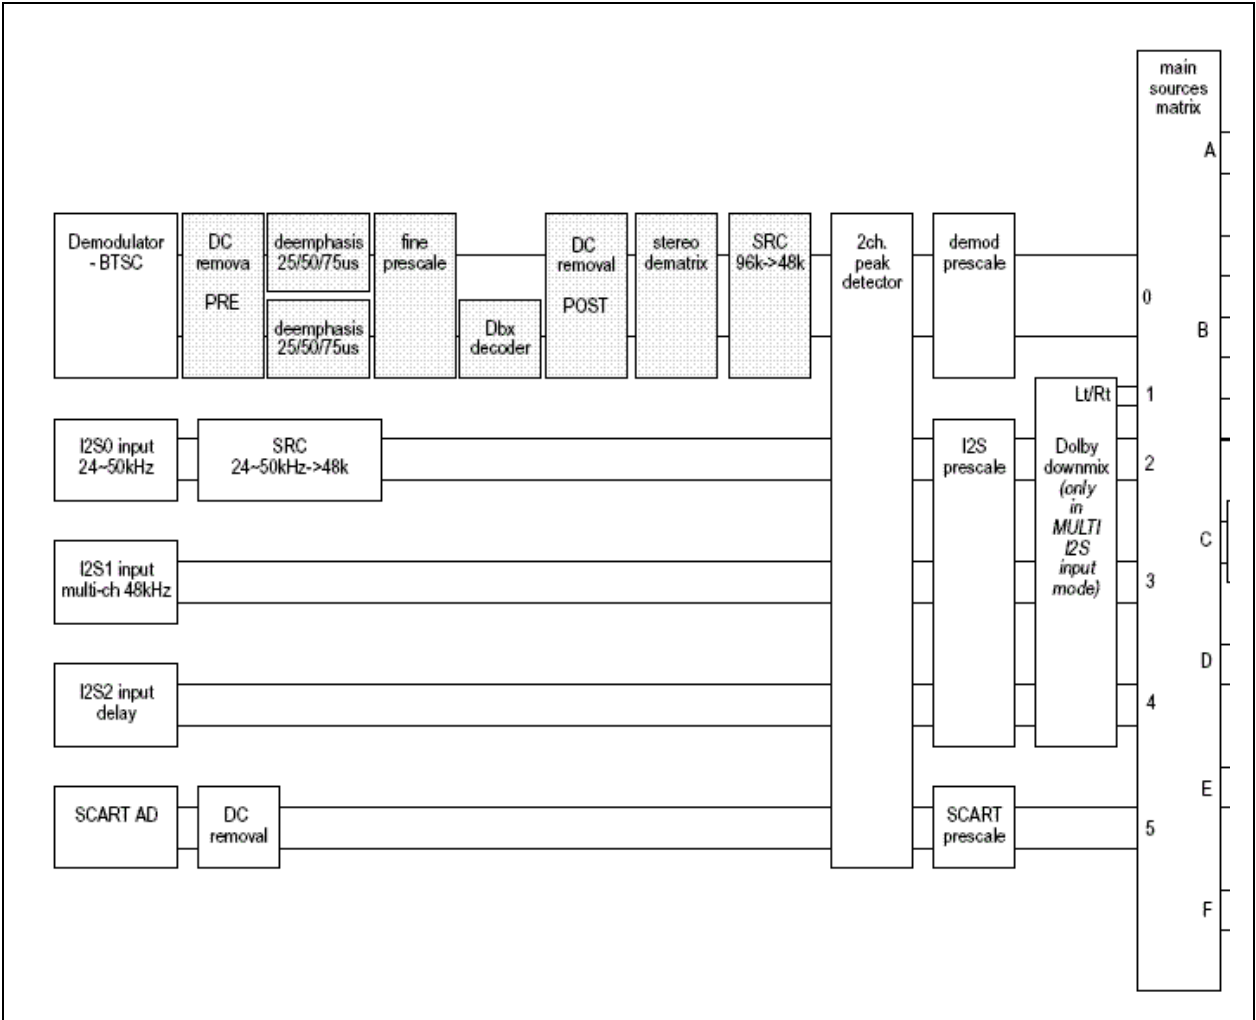 main
sources
matrix
A
Demodulator
- BTSC
DC
remova
PRE
deemphasis
25/50/75us
deemphasis
25/50/75us
fine
prescale
Dbx
decoder
DC
removal
POST
stereo
dematrix
SRC
96k->48k
2ch.
peak
detector
demod
prescale
0
B
Lt/Rt
1
I2S0 input
24~50kHz
SRC
24~50kHz->48k
I2S
prescale
Dolby
downmix
(only
in
MULTI
I2S
input
mode)
2
C
I2S1 input
multi-ch 48kHz
3
D
I2S2 input
delay
4
E
SCART AD
DC
removal
SCART
prescale
5
F